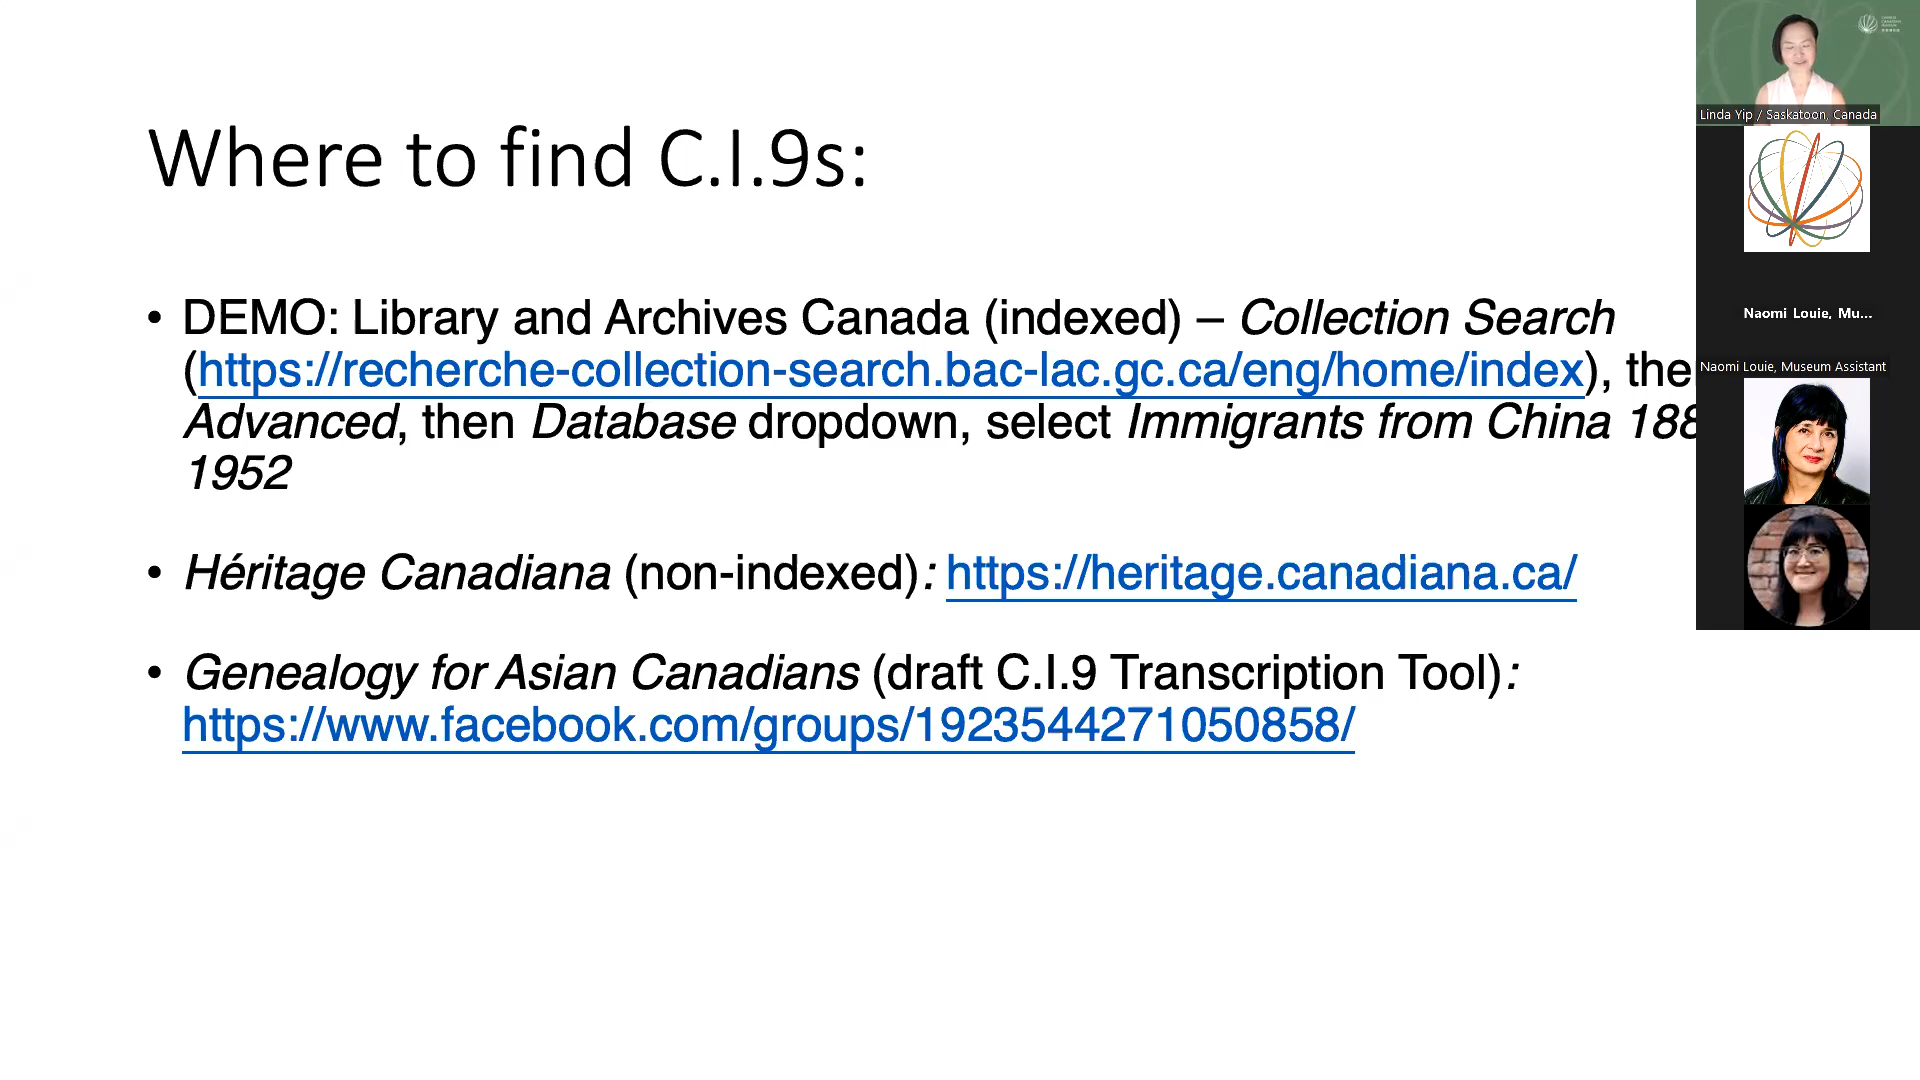 Where to find C.I.9s:
• DEMO: Library and Archives Canada (indexed) – Collection Search
(https://recherche-collection-search.bac-lac.gc.ca/eng/home/index), the
Advanced, then Database dropdown, select Immigrants from China 188
1952
• Héritage Canadiana (non-indexed): https://heritage.canadiana.ca/
• Genealogy for Asian Canadians (draft C.I.9 Transcription Tool):
https://www.facebook.com/groups/1923544271050858/
Linda Yip / Saskatoon, Canada
Naomi Louie, Mu...
Naomi Louie, Museum Assistant